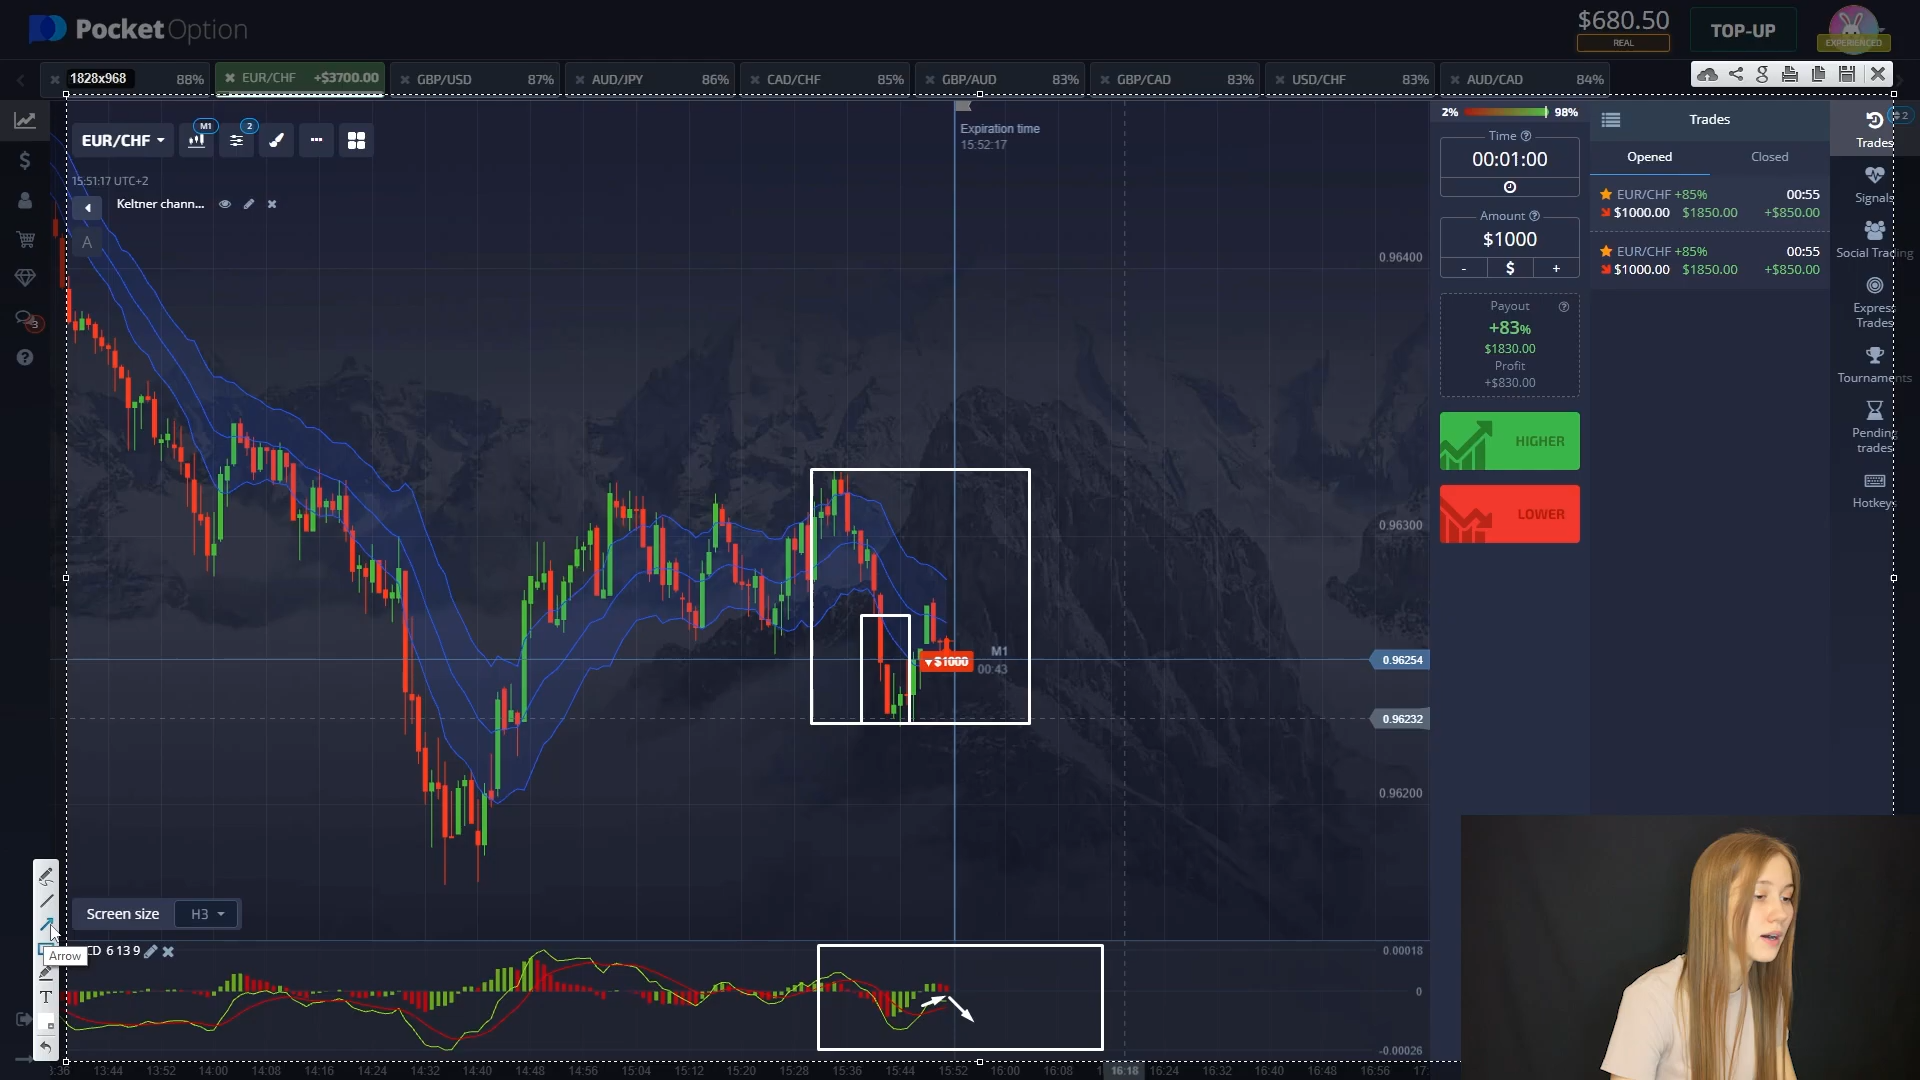 PocketOption
$680.50
REAL
TOP-UP
EXPERIENCED
1828x968
88%
EUR/CHF +$3700.00
GBP/USD 87%
AUD/JPY 86%
CAD/CHF 85%
GBP/AUD 83%
GBP/CAD 83%
USD/CHF 83%
AUD/CAD 84%
EUR/CHF
M1
2
15:51:17 UTC+2
Keltner chann...
A
3
Expiration time
15:52:17
0.96400
0.96300
0.96254
0.96232
0.96200
M1
00:43
$1000
2% 98%
Time
00:01:00
Amount
$1000
- $ +
Payout
+83%
$1830.00
Profit
+$830.00
HIGHER
LOWER
Trades
Opened Closed
EUR/CHF +85% 00:55
$1000.00 $1850.00 +$850.00
EUR/CHF +85% 00:55
$1000.00 $1850.00 +$850.00
2
Trades
Signals
Social Trading
Express
Trades
Tournaments
Pending
trades
Hotkeys
Screen size H3
CD 6 13 9
Arrow
T
0.00018
0
-0.00026
3:36 13:44 13:52 14:00 14:08 14:16 14:24 14:32 14:40 14:48 14:56 15:04 15:12 15:20 15:28 15:36 15:44 15:52 16:00 16:08 16:18 16:24 16:32 16:40 16:48 16:56 17: